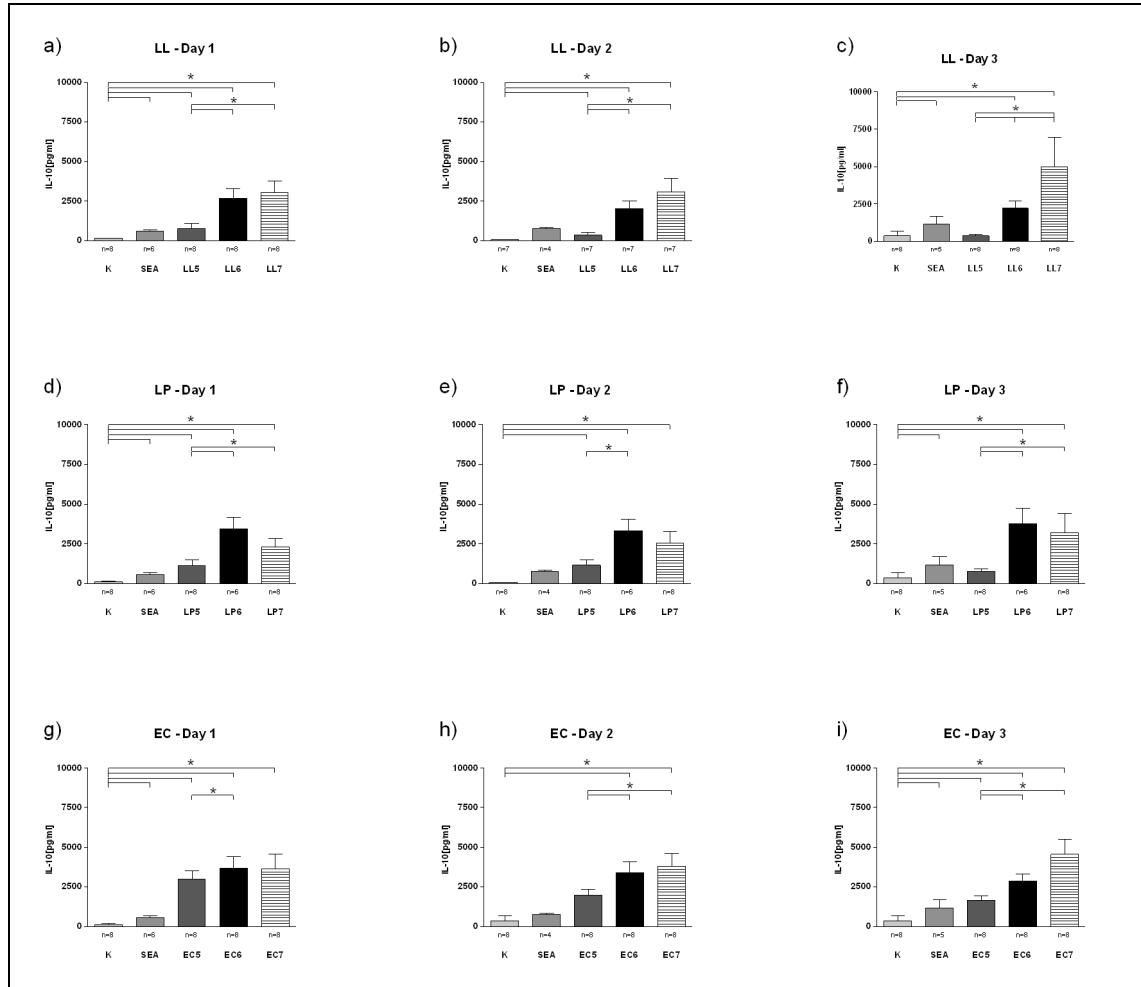 a)
LL - Day 1
*
*
10000
7500
5000
2500
0
IL-10[pg/ml]
n=8 n=6 n=8 n=8 n=8
K SEA LL5 LL6 LL7
b)
LL - Day 2
*
*
10000
7500
5000
2500
0
IL-10[pg/ml]
n=7 n=4 n=7 n=7 n=7
K SEA LL5 LL6 LL7
c)
LL - Day 3
*
*
10000
7500
5000
2500
0
IL-10[pg/ml]
n=8 n=5 n=8 n=8 n=8
K SEA LL5 LL6 LL7
d)
LP - Day 1
*
*
10000
7500
5000
2500
0
IL-10[pg/ml]
n=8 n=6 n=8 n=6 n=8
K SEA LP5 LP6 LP7
e)
LP - Day 2
*
*
10000
7500
5000
2500
0
IL-10[pg/ml]
n=8 n=4 n=8 n=6 n=8
K SEA LP5 LP6 LP7
f)
LP - Day 3
*
*
10000
7500
5000
2500
0
IL-10[pg/ml]
n=8 n=5 n=8 n=6 n=8
K SEA LP5 LP6 LP7
g)
EC - Day 1
*
*
10000
7500
5000
2500
0
IL-10[pg/ml]
n=8 n=6 n=8 n=8 n=8
K SEA EC5 EC6 EC7
h)
EC - Day 2
*
*
10000
7500
5000
2500
0
IL-10[pg/ml]
n=8 n=4 n=8 n=8 n=8
K SEA EC5 EC6 EC7
i)
EC - Day 3
*
*
10000
7500
5000
2500
0
IL-10[pg/ml]
n=8 n=5 n=8 n=8 n=8
K SEA EC5 EC6 EC7